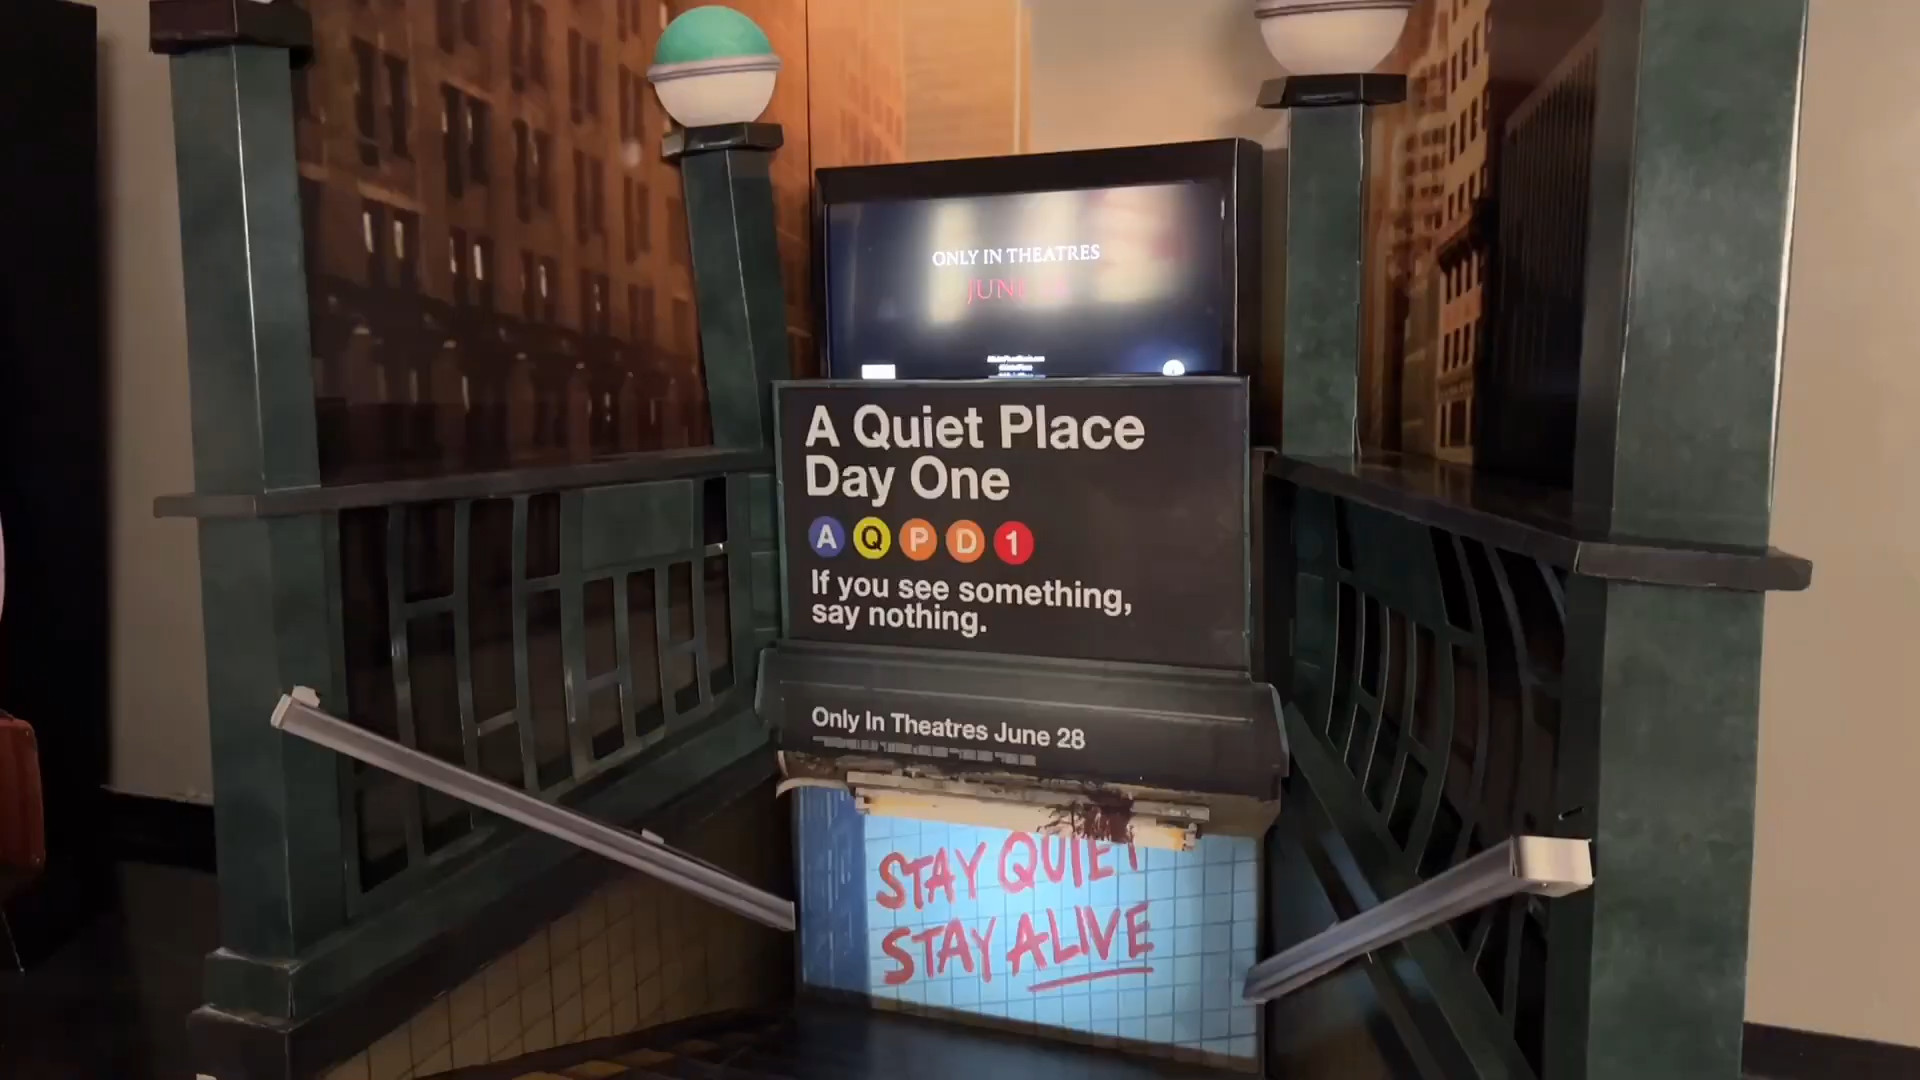 ONLY IN THEATRES
JUNE
A Quiet Place
Day One
A Q P D 1
If you see something,
say nothing.
Only In Theatres June 28
STAY QUIET
STAY ALIVE